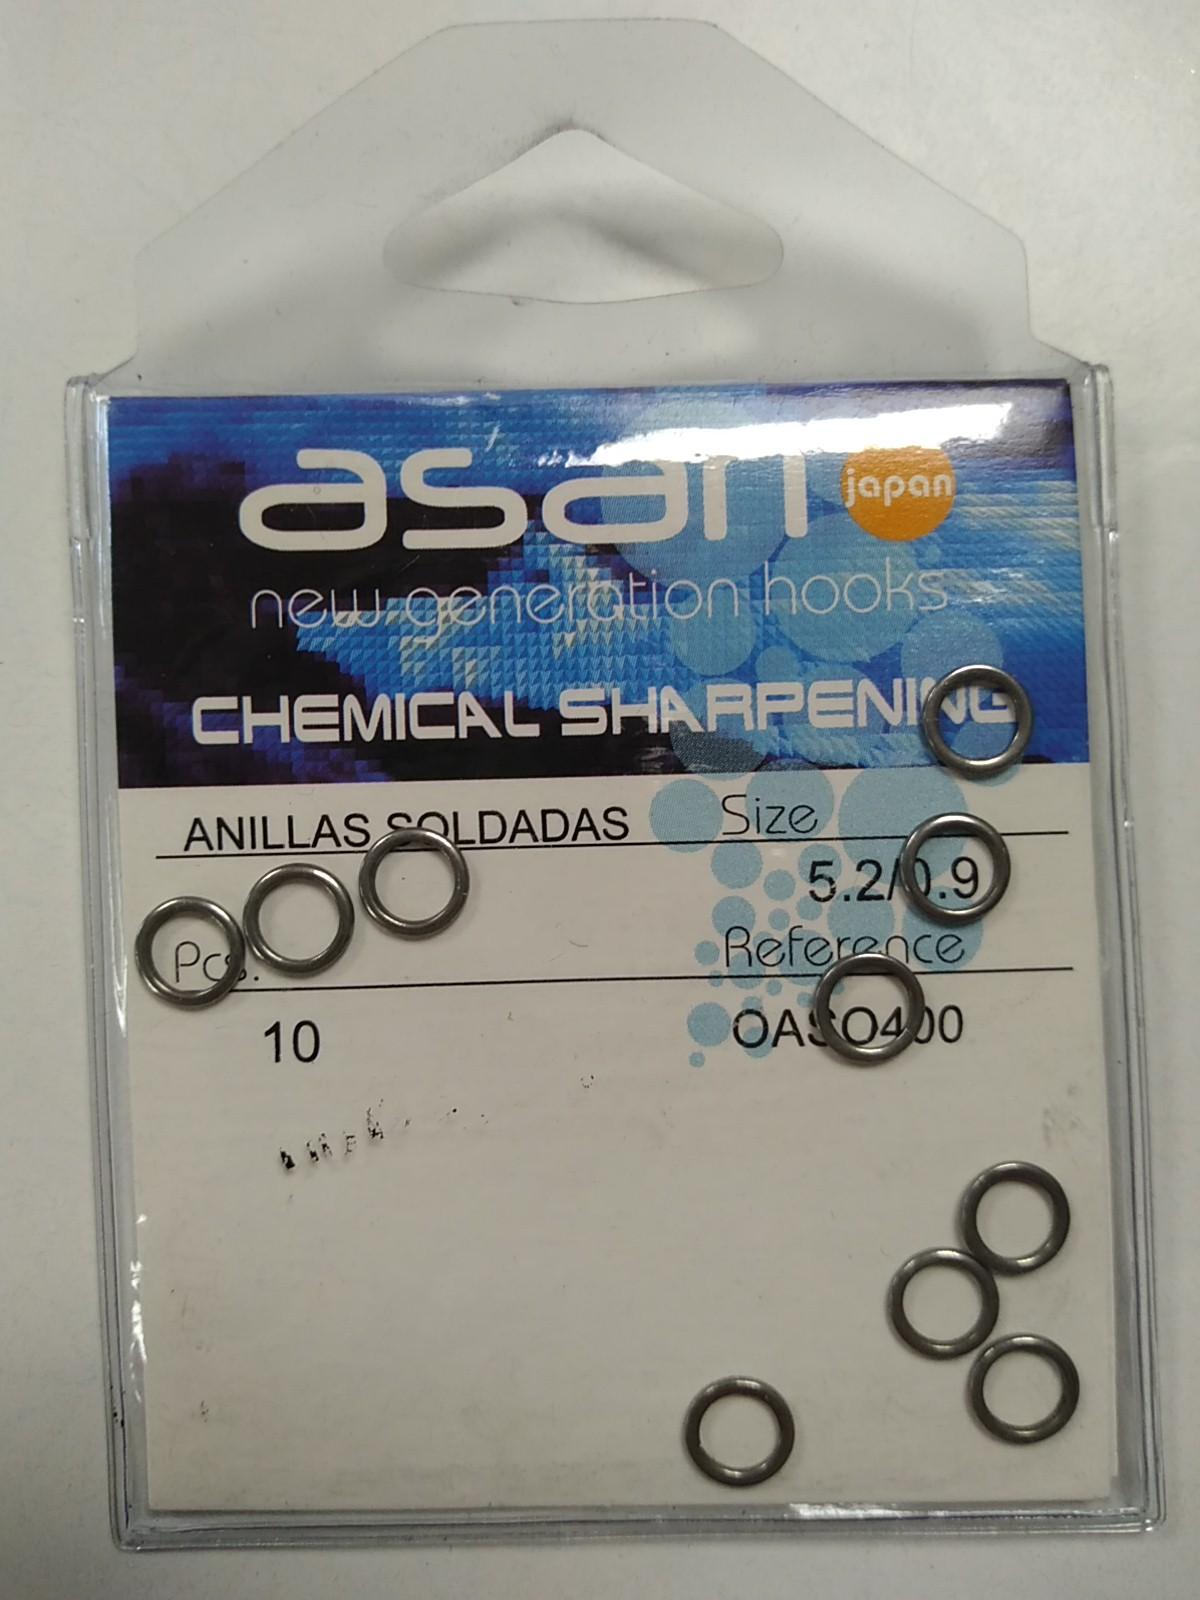 asari
japan
new generation hooks
CHEMICAL SHARPENING
ANILLAS SOLDADAS
Size
5.2/0.9
Pcs.
Reference
10
OASO400